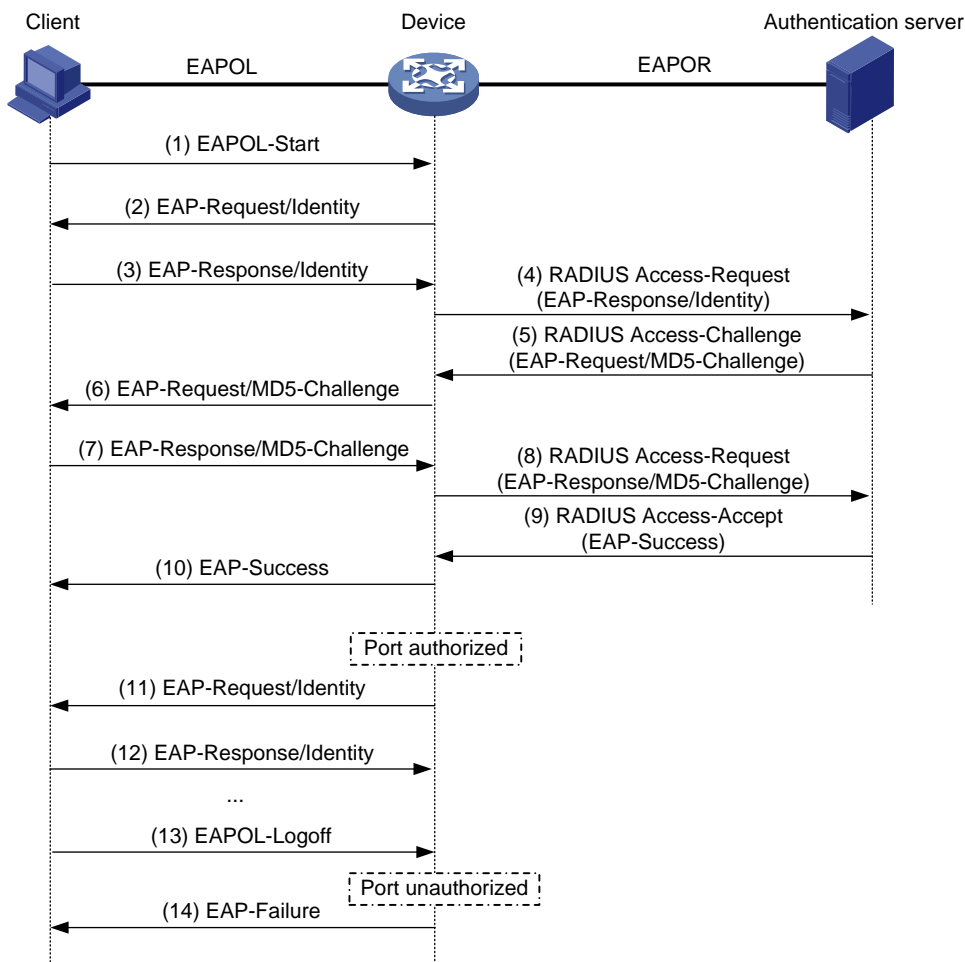 Client
Device
Authentication server
EAPOL
EAPOR
(1) EAPOL-Start
(2) EAP-Request/Identity
(3) EAP-Response/Identity
(4) RADIUS Access-Request
(EAP-Response/Identity)
(5) RADIUS Access-Challenge
(EAP-Request/MD5-Challenge)
(6) EAP-Request/MD5-Challenge
(7) EAP-Response/MD5-Challenge
(8) RADIUS Access-Request
(EAP-Response/MD5-Challenge)
(9) RADIUS Access-Accept
(EAP-Success)
(10) EAP-Success
Port authorized
(11) EAP-Request/Identity
(12) EAP-Response/Identity
...
(13) EAPOL-Logoff
Port unauthorized
(14) EAP-Failure